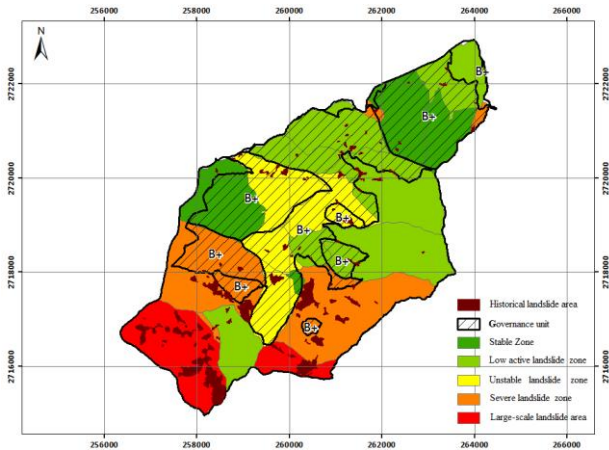 256000 258000 260000 262000 264000 266000
N
2722000 2722000
2720000 2720000
2718000 2718000
2716000 2716000
B+
B+
B+
B+
B+
B+
B+
B+
B+
Historical landslide area
Governance unit
Stable Zone
Low active landslide zone
Unstable landslide zone
Severe landslide zone
Large-scale landslide area
256000 258000 260000 262000 264000 266000